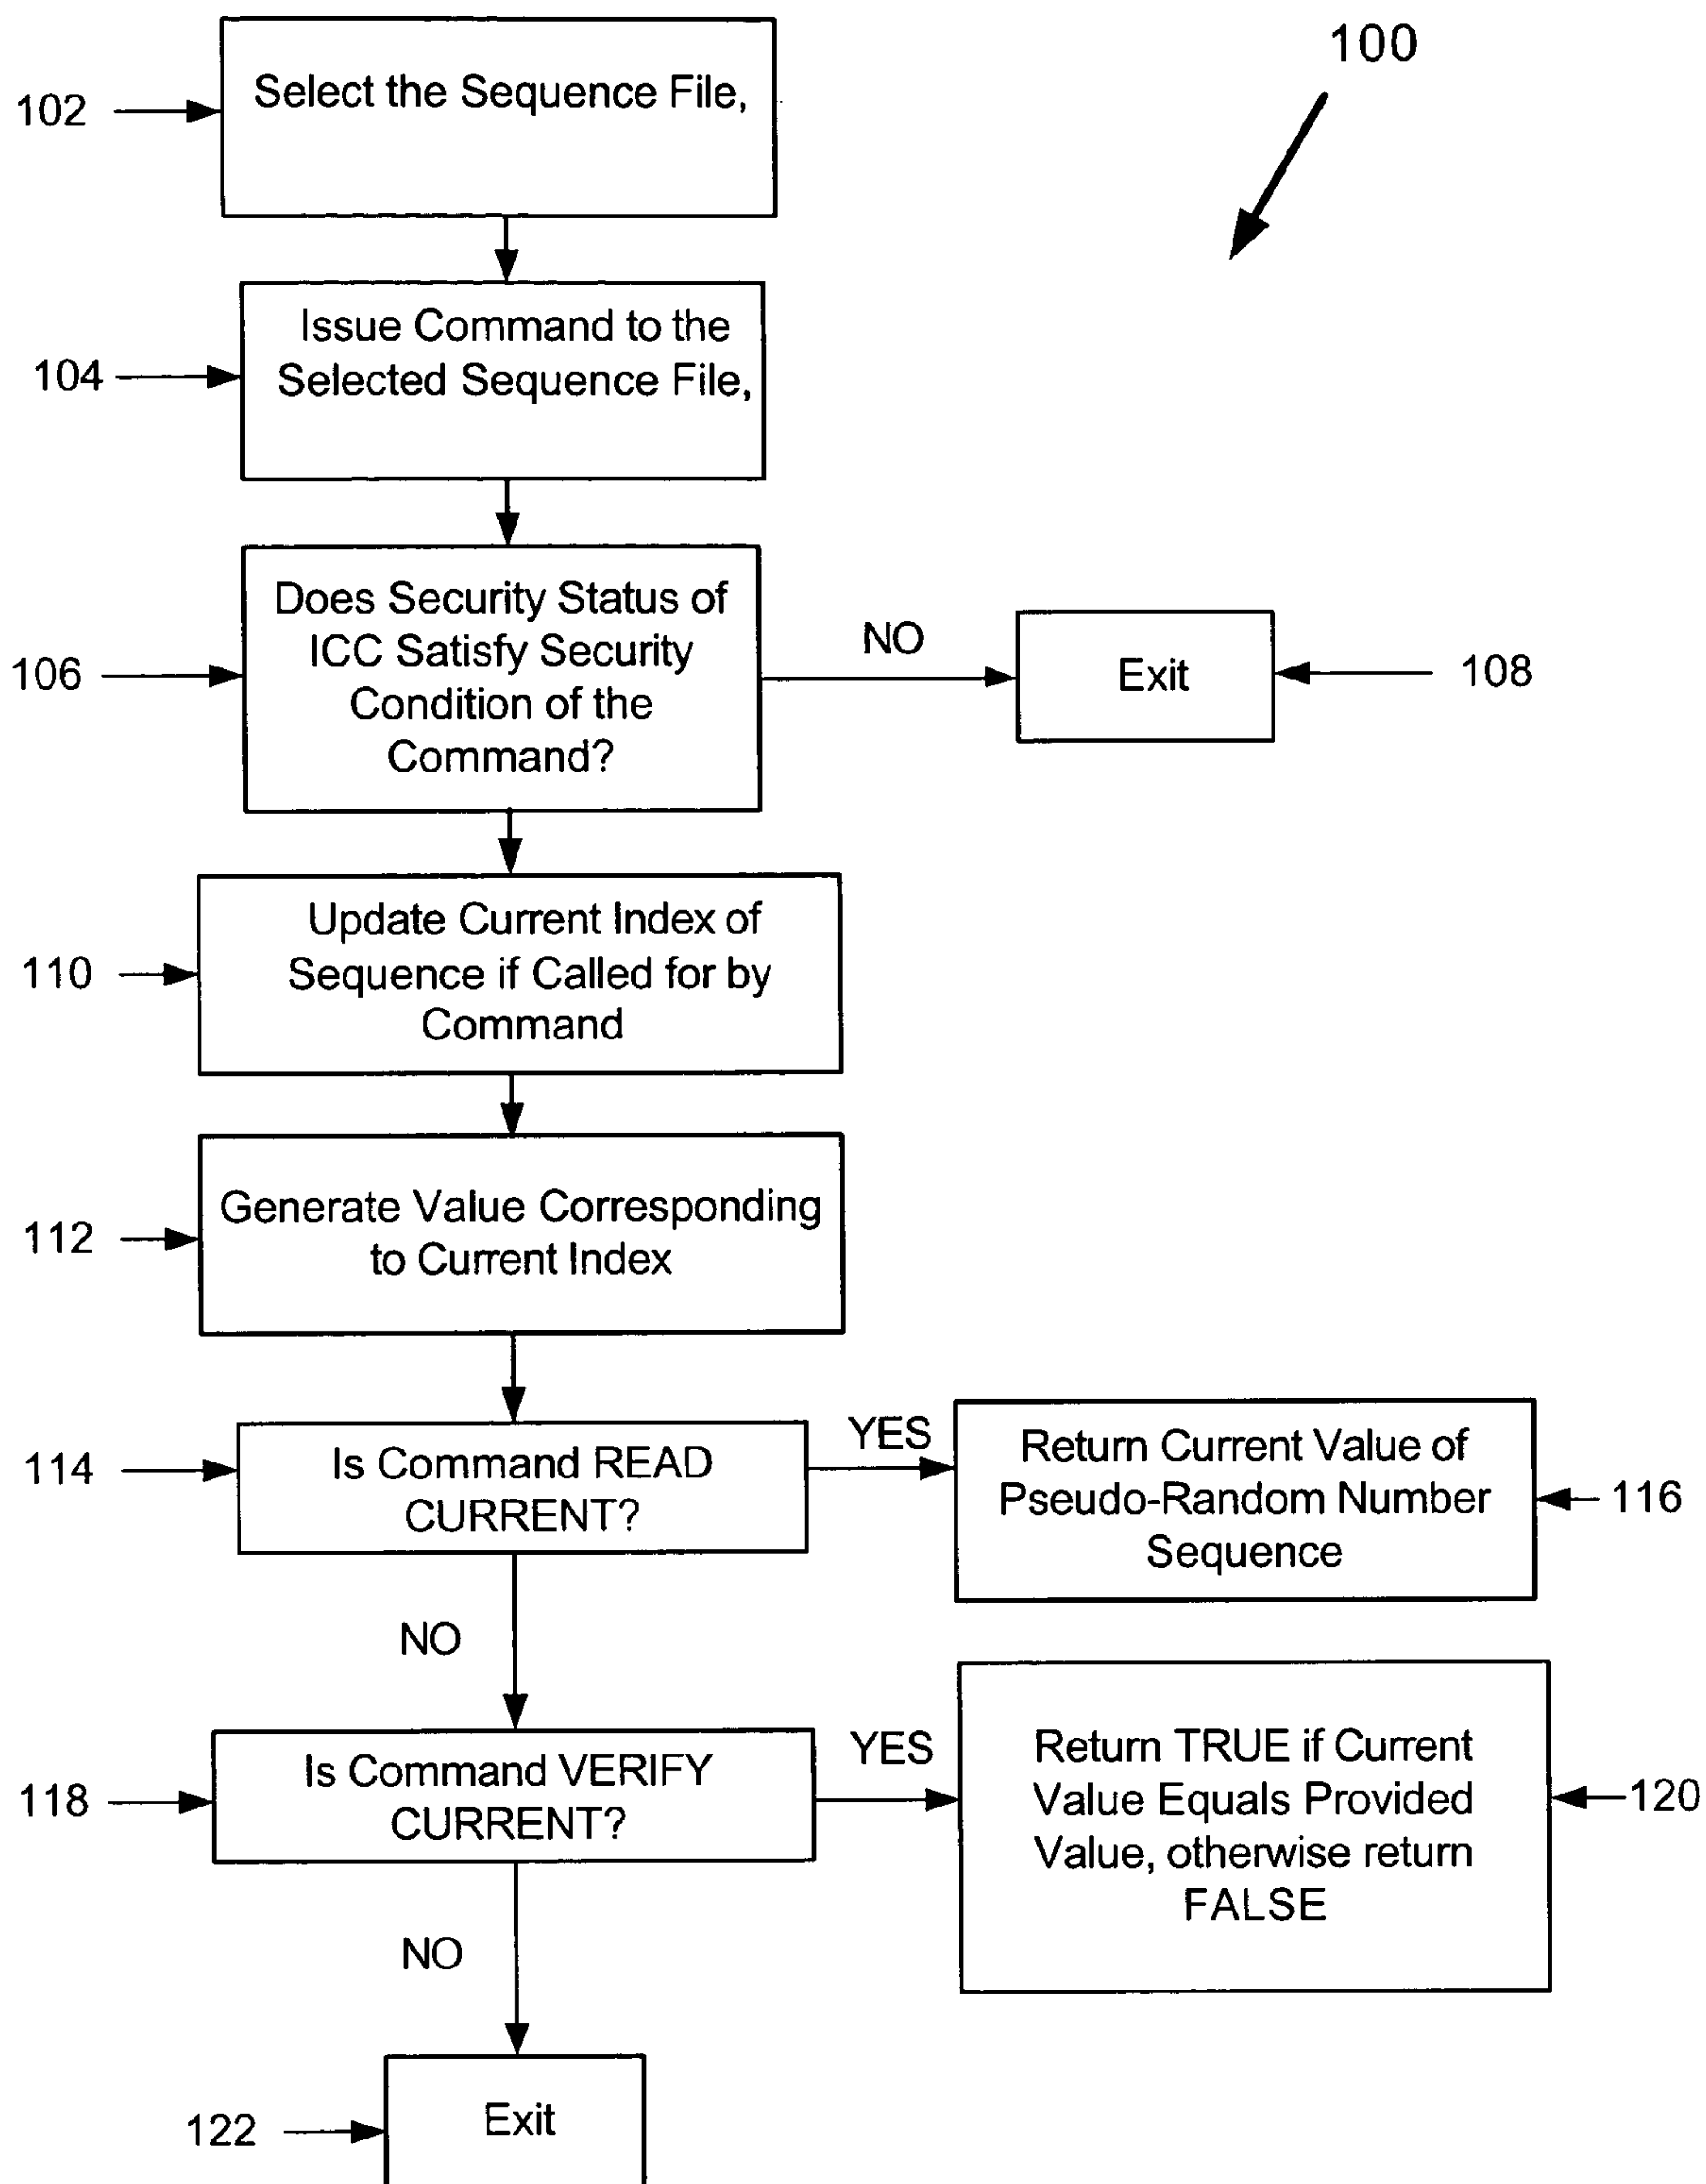 100
102
Select the Sequence File,
104
Issue Command to the
Selected Sequence File,
106
Does Security Status of
ICC Satisfy Security
Condition of the
Command?
NO
Exit
108
110
Update Current Index of
Sequence if Called for by
Command
112
Generate Value Corresponding
to Current Index
114
Is Command READ
CURRENT?
YES
Return Current Value of
Pseudo-Random Number
Sequence
116
NO
118
Is Command VERIFY
CURRENT?
YES
Return TRUE if Current
Value Equals Provided
Value, otherwise return
FALSE
120
NO
122
Exit